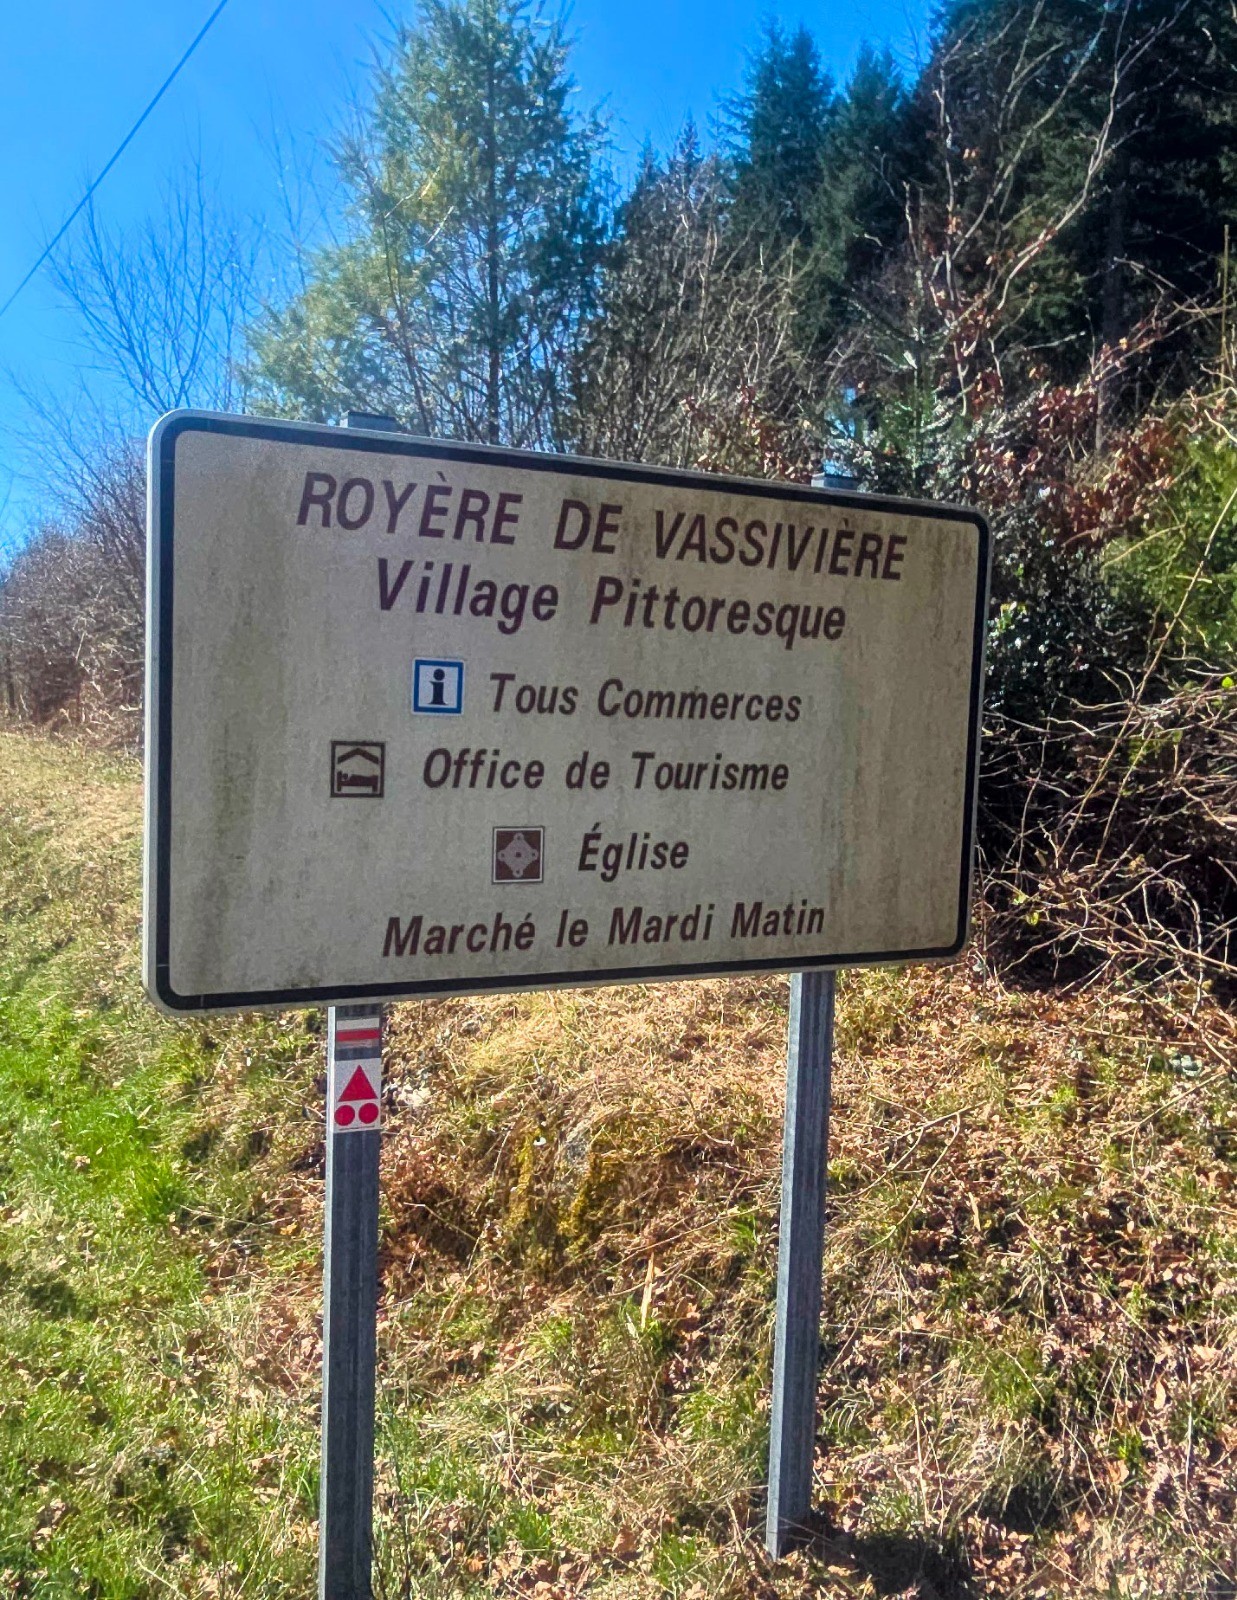 ROYÈRE DE VASSIVIÈRE
Village Pittoresque
i Tous Commerces
Office de Tourisme
Église
Marché le Mardi Matin